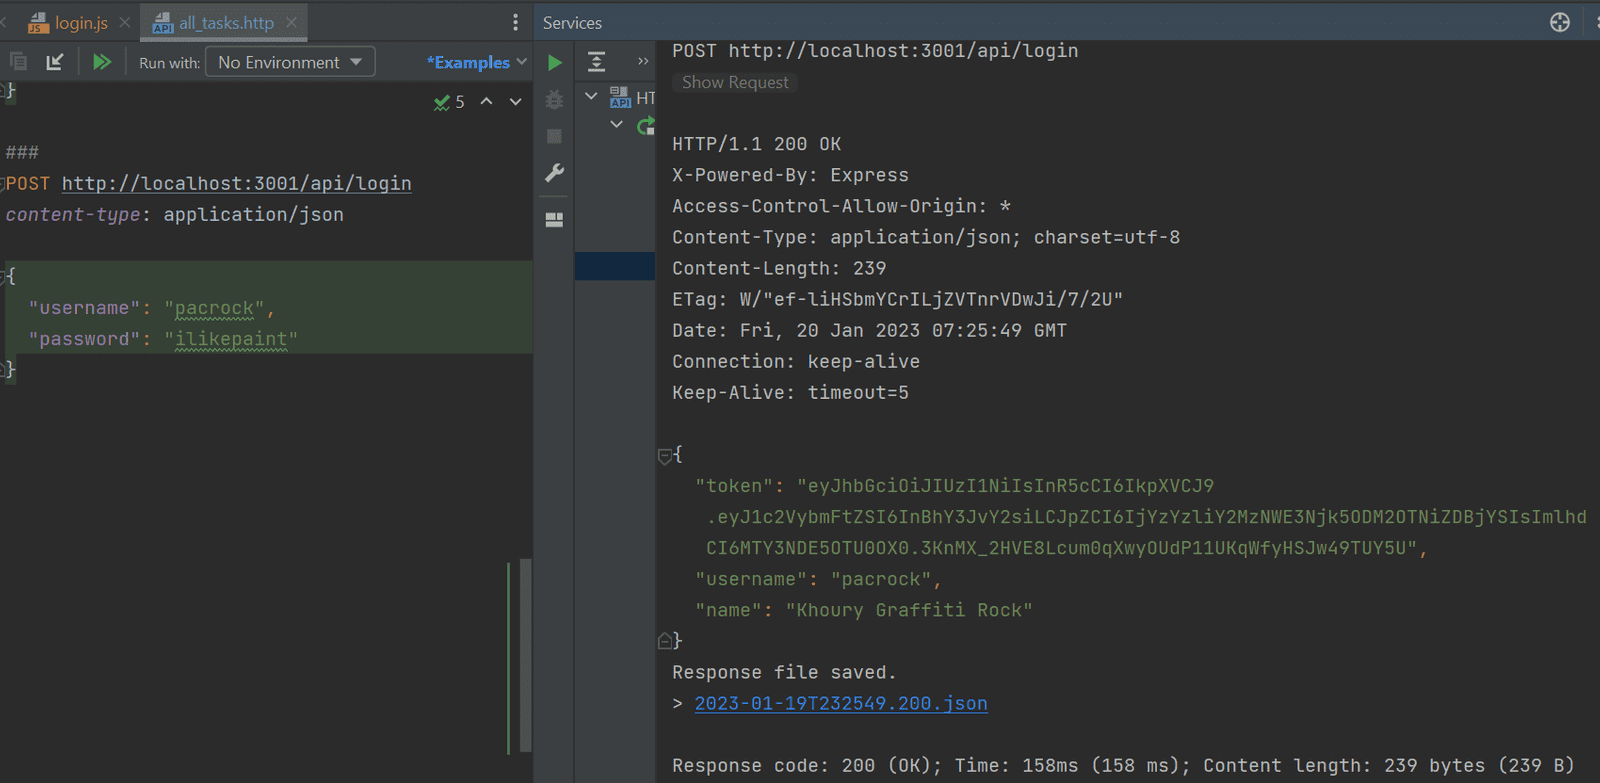 login.js
all_tasks.http
Services
Run with:
No Environment
*Examples
}
5
###
POST http://localhost:3001/api/login
content-type: application/json
{
"username": "pacrock",
"password": "ilikepaint"
}
API
HT
POST http://localhost:3001/api/login
Show Request
HTTP/1.1 200 OK
X-Powered-By: Express
Access-Control-Allow-Origin: *
Content-Type: application/json; charset=utf-8
Content-Length: 239
ETag: W/"ef-liHSbmYCrILjZVTnrVDwJi/7/2U"
Date: Fri, 20 Jan 2023 07:25:49 GMT
Connection: keep-alive
Keep-Alive: timeout=5
{
"token": "eyJhbGciOiJIUzI1NiIsInR5cCI6IkpXVCJ9
.eyJ1c2VybmFtZSI6InBhY3JvY2siLCJpZCI6IjYzYzliY2MzNWE3Njk5ODM2OTNiZDBjYSIsImlhd
CI6MTY3NDE5OTU0OX0.3KnMX_2HVE8Lcum0qXwyOUdP11UKqWfyHSJw49TUY5U",
"username": "pacrock",
"name": "Khoury Graffiti Rock"
}
Response file saved.
> 2023-01-19T232549.200.json
Response code: 200 (OK); Time: 158ms (158 ms); Content length: 239 bytes (239 B)